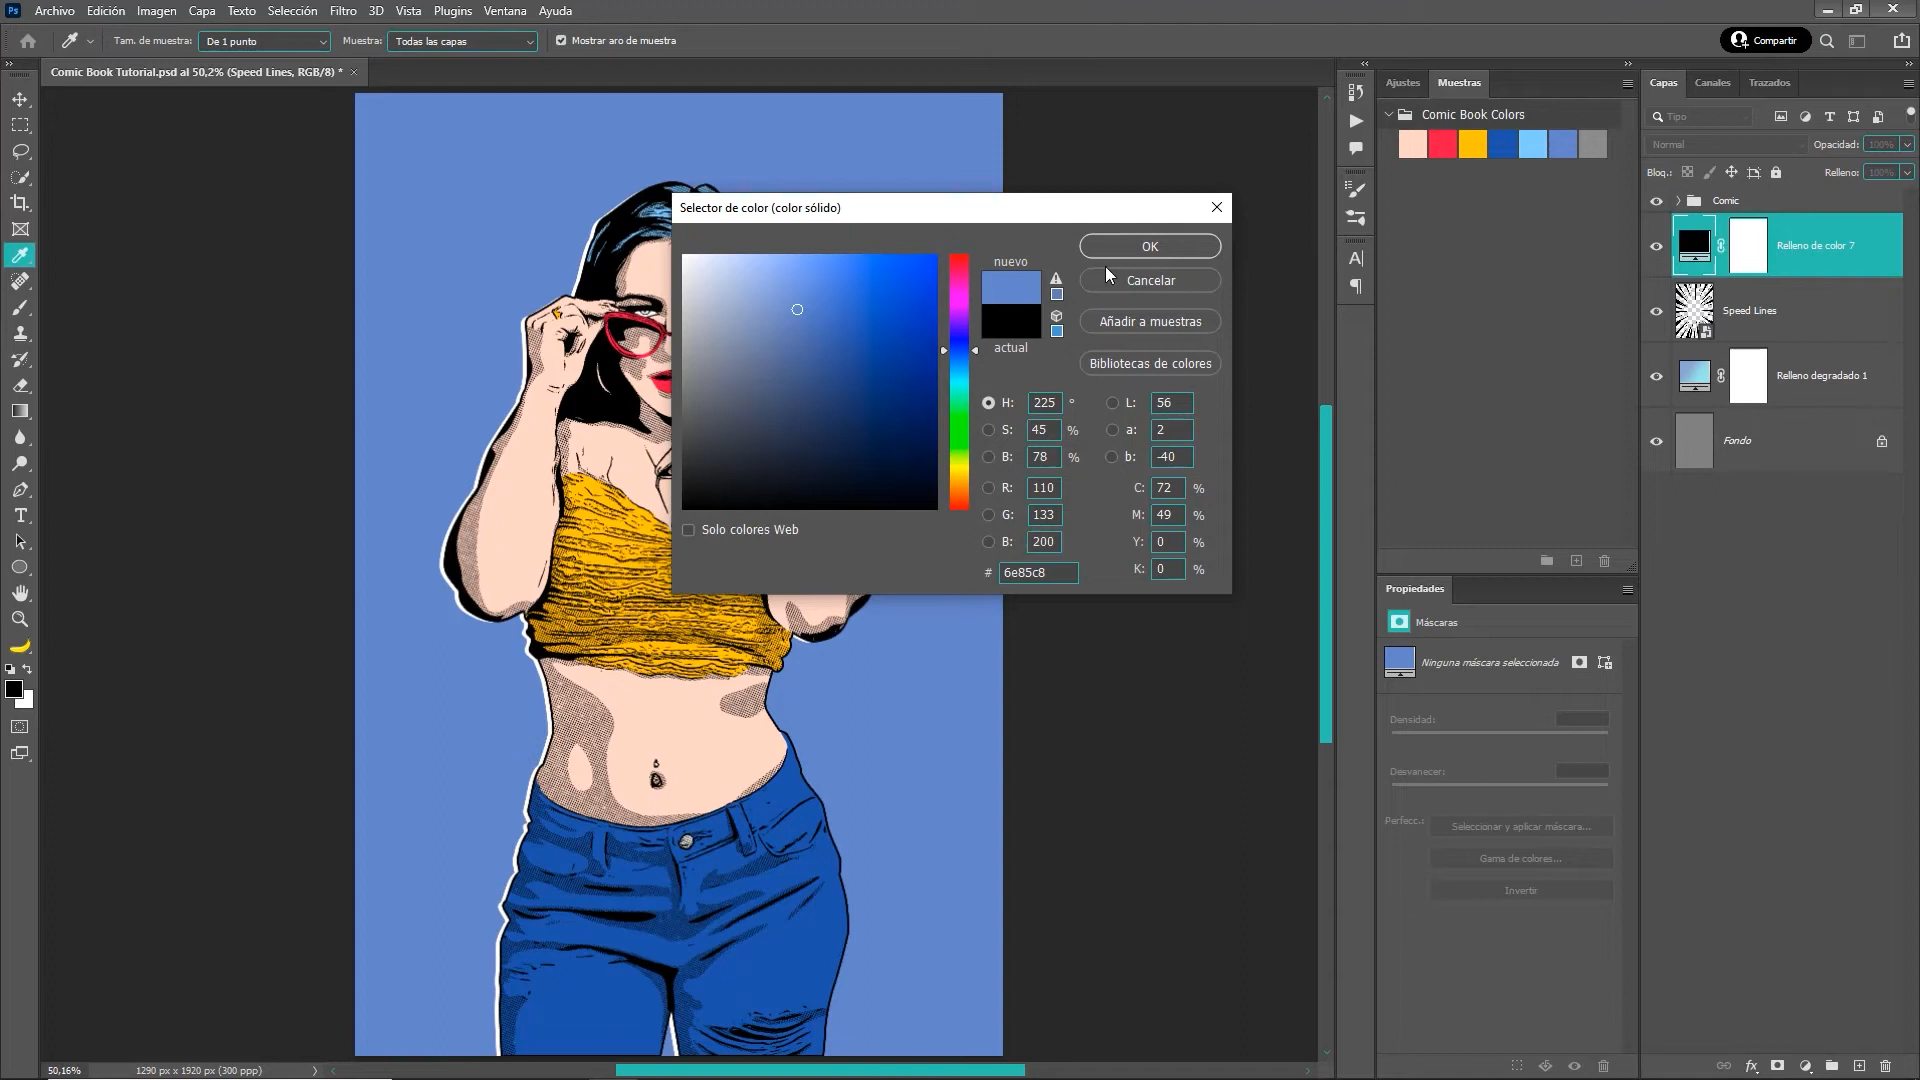 Ps Archivo Edición Imagen Capa Texto Selección Filtro 3D Vista Plugins Ventana Ayuda
Tam. de muestra: De 1 punto Muestra: Todas las capas Mostrar aro de muestra Compartir
Comic Book Tutorial.psd al 50,2% (Speed Lines, RGB/8) *
Ajustes Muestras
Comic Book Colors
Capas Canales Trazados
Tipo
Normal Opacidad: 100%
Bloq.: Relleno: 100%
Comic
Relleno de color 7
Speed Lines
Relleno degradado 1
Fondo
Selector de color (color sólido)
OK
nuevo
Cancelar
Añadir a muestras
actual
Bibliotecas de colores
H: 225 ° L: 56
S: 45 % a: 2
B: 78 % b: -40
R: 110 C: 72 %
G: 133 M: 49 %
Solo colores Web
B: 200 Y: 0 %
# 6e85c8 K: 0 %
Propiedades
Máscaras
Ninguna máscara seleccionada
Densidad:
Desvanecer:
Perfecc.: Seleccionar y aplicar máscara...
Gama de colores...
Invertir
50,16% 1290 px x 1920 px (300 ppp)